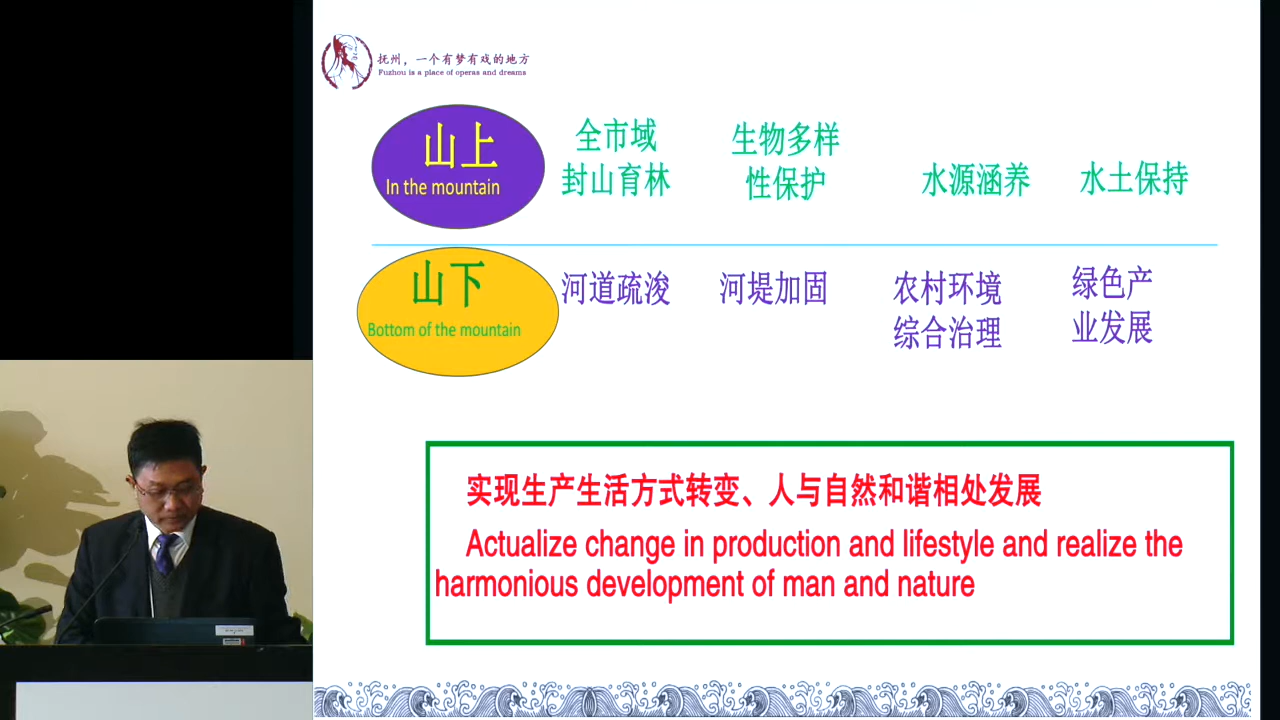 抚州，一个有梦有戏的地方
Fuzhou is a place of operas and dreams
山上
In the mountain
全市域
封山育林
生物多样
性保护
水源涵养
水土保持
山下
Bottom of the mountain
河道疏浚
河堤加固
农村环境
综合治理
绿色产
业发展
实现生产生活方式转变、人与自然和谐相处发展
Actualize change in production and lifestyle and realize the
harmonious development of man and nature